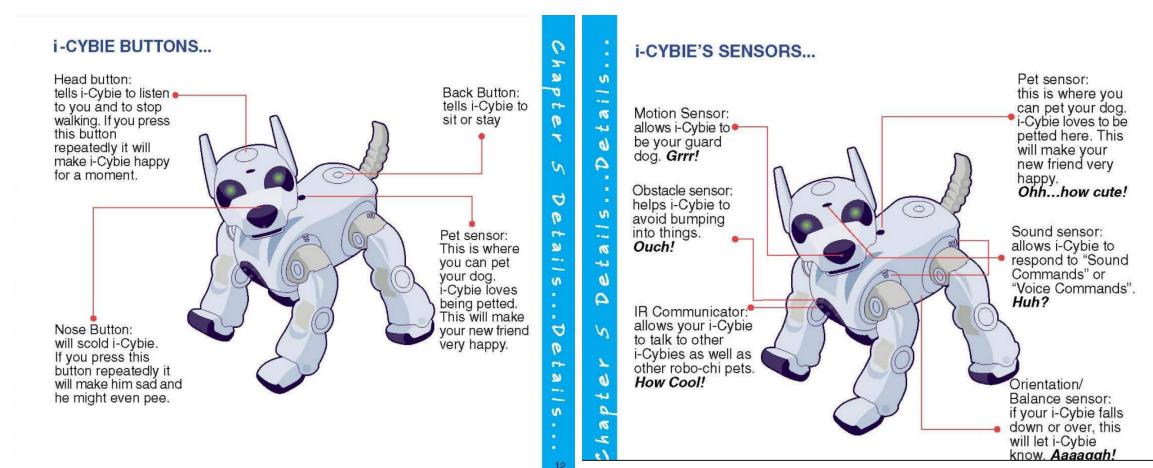 i-CYBIE BUTTONS...
Head button:
tells i-Cybie to listen
to you and to stop
walking. If you press
this button
repeatedly it will
make i-Cybie happy
for a moment.
Back Button:
tells i-Cybie to
sit or stay
Pet sensor:
This is where
you can pet
your dog.
i-Cybie loves
being petted.
This will make
your new friend
very happy.
Nose Button:
will scold i-Cybie.
If you press this
button repeatedly it
will make him sad and
he might even pee.
Chapter 5 Details...Details....
12
Chapter 5 Details...Details...
i-CYBIE'S SENSORS...
Motion Sensor:
allows i-Cybie to
be your guard
dog. Grrr!
Obstacle sensor:
helps i-Cybie to
avoid bumping
into things.
Ouch!
IR Communicator:
allows your i-Cybie
to talk to other
i-Cybies as well as
other robo-chi pets.
How Cool!
Pet sensor:
this is where you
can pet your dog.
i-Cybie loves to be
petted here. This
will make your
new friend very
happy.
Ohh...how cute!
Sound sensor:
allows i-Cybie to
respond to “Sound
Commands” or
“Voice Commands”.
Huh?
Orientation/
Balance sensor:
if your i-Cybie falls
down or over, this
will let i-Cybie
know. Aaaaggh!